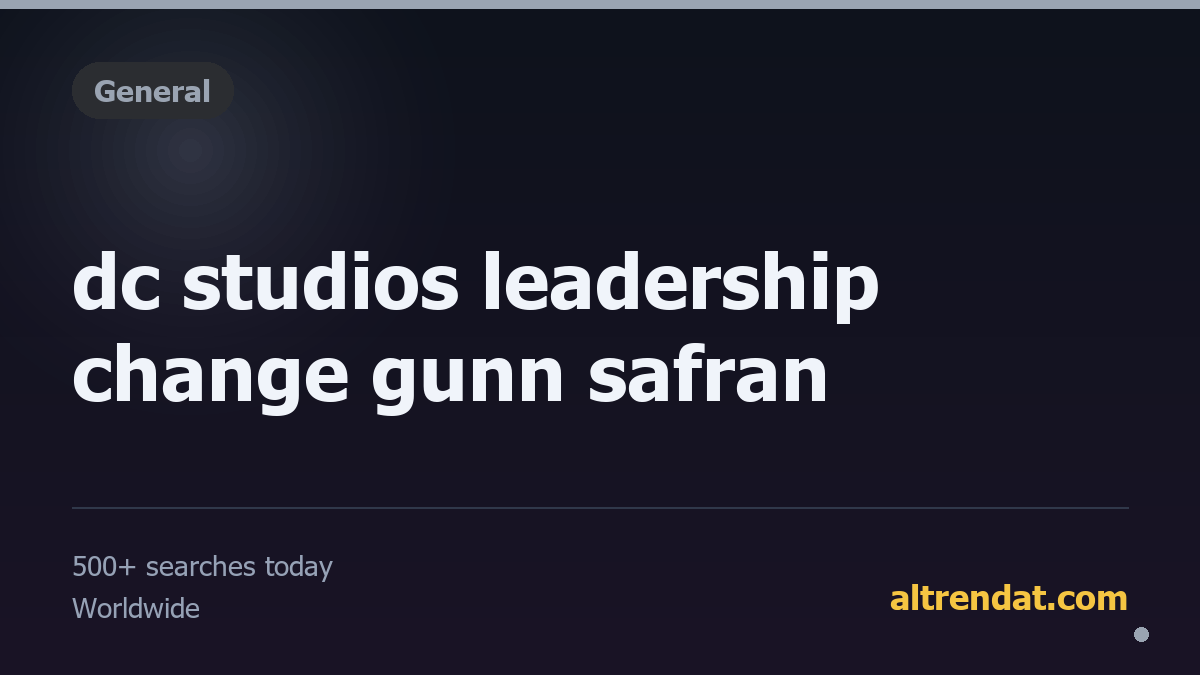 General
dc studios leadership
change gunn safran
500+ searches today
Worldwide
altrendat.com